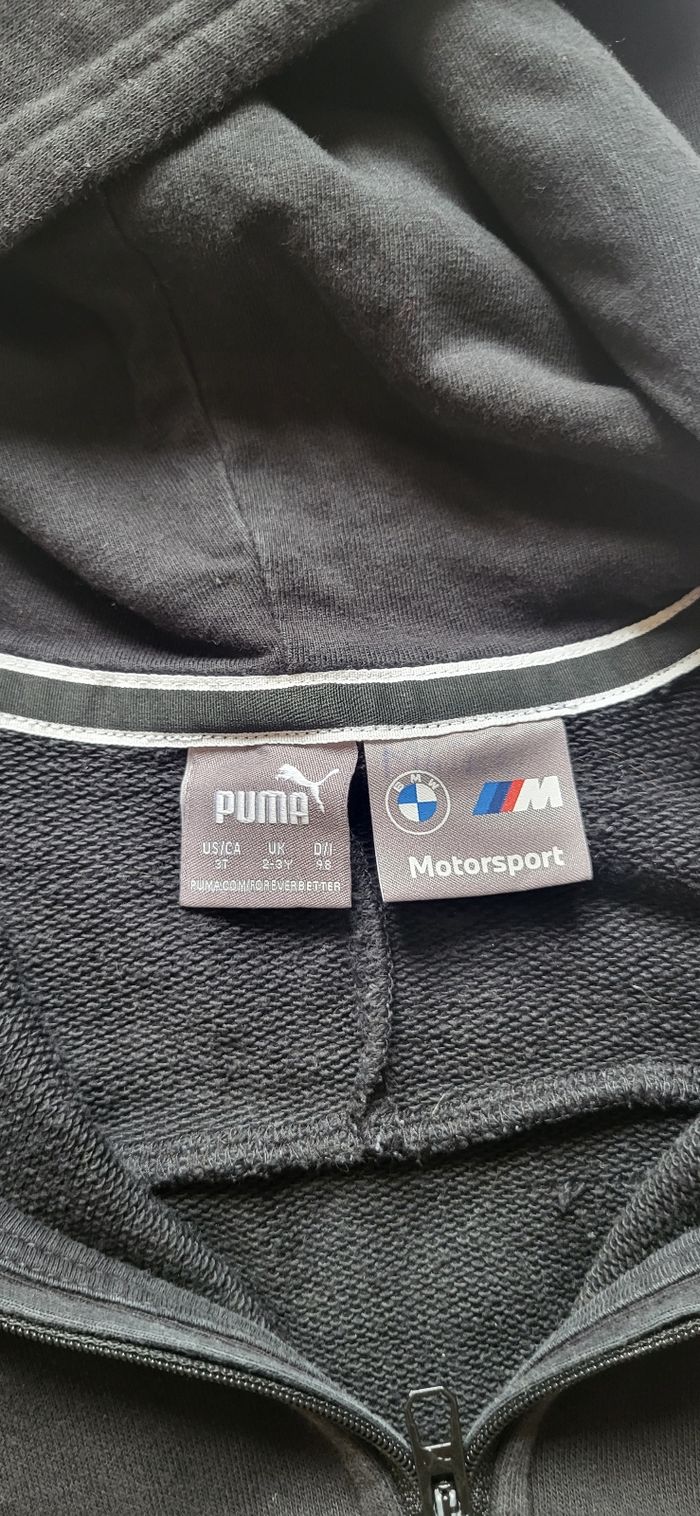 PUMA
US/CA UK D/I
3T 2-3Y 98
PUMA.COM/FOREVERBETTER
BMW
M
Motorsport